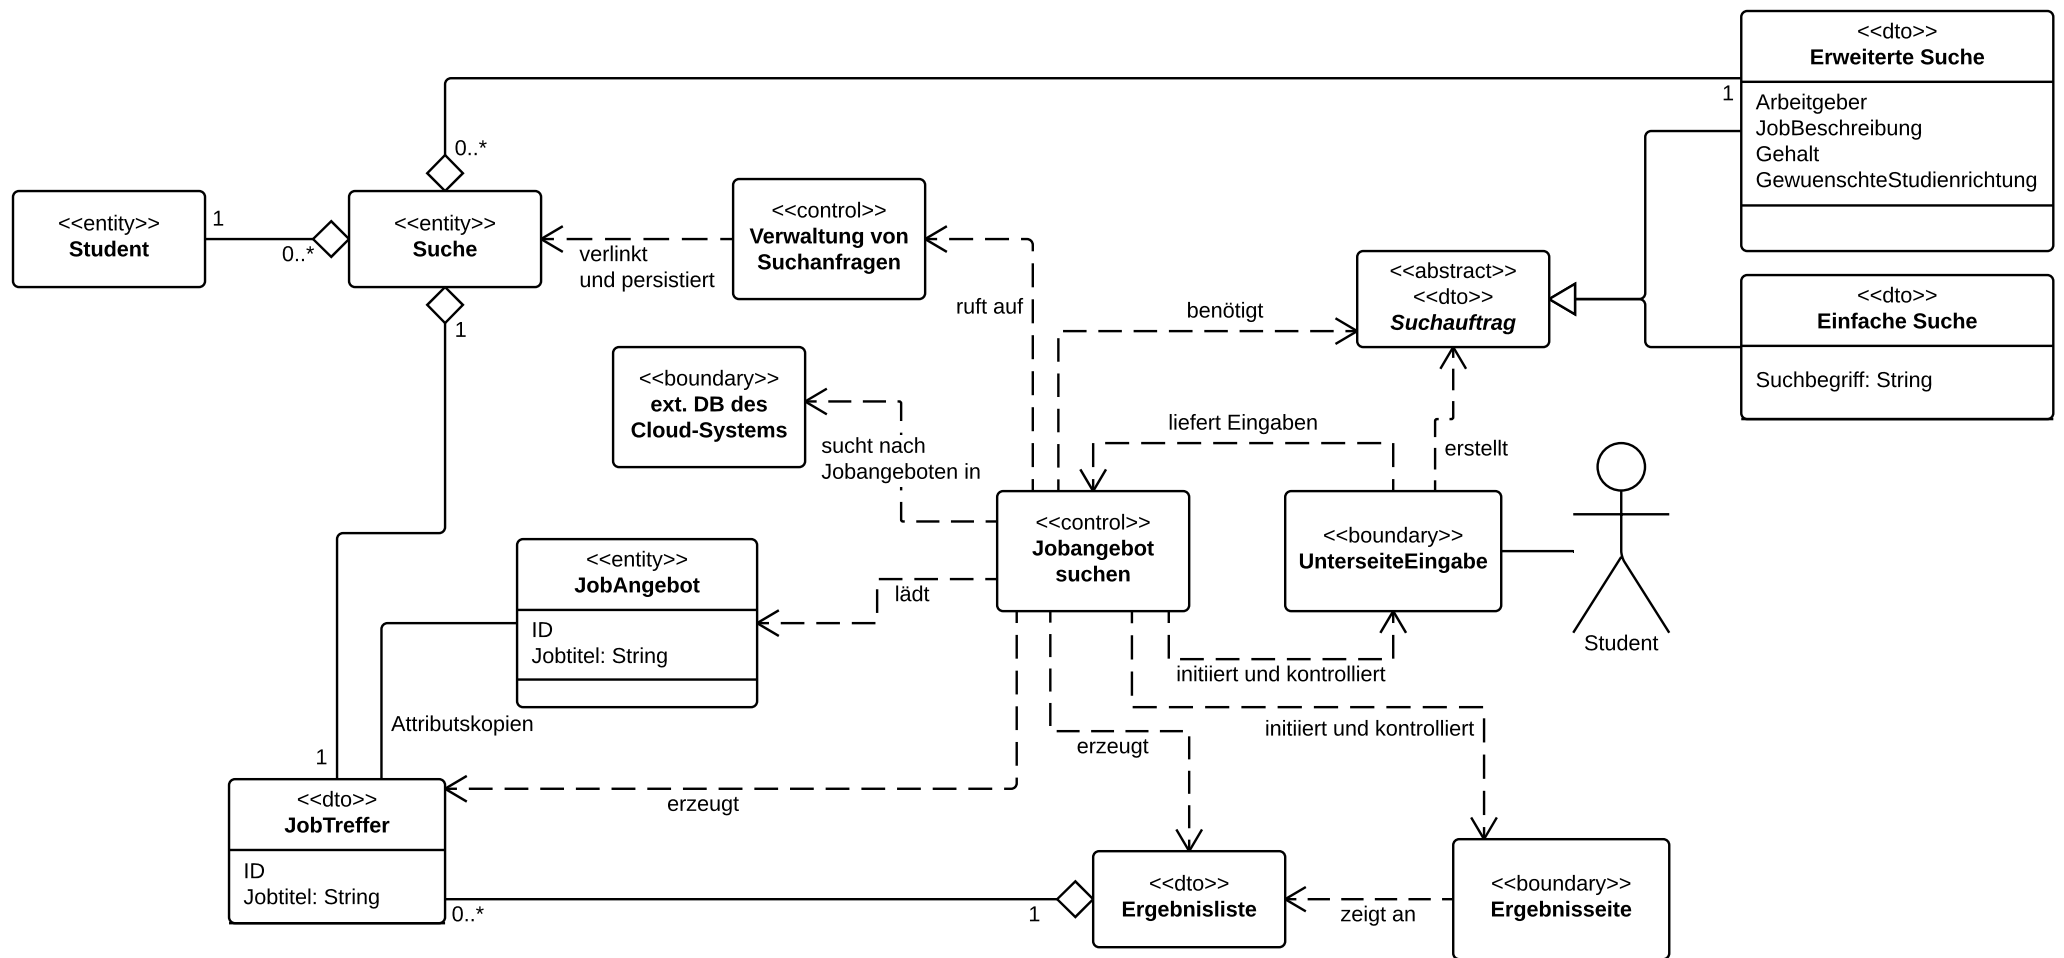 <<dto>>
Erweiterte Suche
1
Arbeitgeber
JobBeschreibung
Gehalt
GewuenschteStudienrichtung
0..*
<<entity>>
Student
1
0..*
<<entity>>
Suche
1
verlinkt
und persistiert
<<control>>
Verwaltung von
Suchanfragen
ruft auf
benötigt
<<abstract>>
<<dto>>
Suchauftrag
<<dto>>
Einfache Suche
Suchbegriff: String
<<boundary>>
ext. DB des
Cloud-Systems
sucht nach
Jobangeboten in
liefert Eingaben
erstellt
<<control>>
Jobangebot
suchen
<<boundary>>
UnterseiteEingabe
Student
<<entity>>
JobAngebot
ID
Jobtitel: String
lädt
initiiert und kontrolliert
Attributskopien
1
erzeugt
initiiert und kontrolliert
<<dto>>
JobTreffer
ID
Jobtitel: String
erzeugt
0..*
1
<<dto>>
Ergebnisliste
zeigt an
<<boundary>>
Ergebnisseite